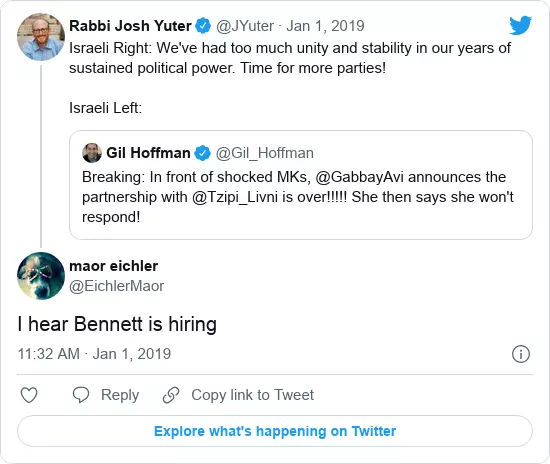 Rabbi Josh Yuter @JYuter · Jan 1, 2019
Israeli Right: We've had too much unity and stability in our years of
sustained political power. Time for more parties!
Israeli Left:
Gil Hoffman @Gil_Hoffman
Breaking: In front of shocked MKs, @GabbayAvi announces the
partnership with @Tzipi_Livni is over!!!!! She then says she won't
respond!
maor eichler
@EichlerMaor
I hear Bennett is hiring
11:32 AM · Jan 1, 2019
Reply Copy link to Tweet
Explore what's happening on Twitter